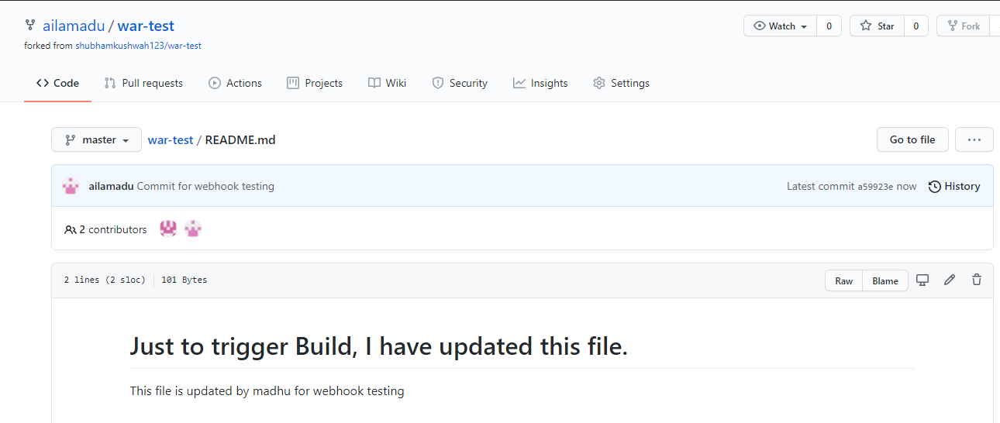 ailamadu / war-test
Watch 0 Star 0 Fork
forked from shubhamkushwah123/war-test
Code Pull requests Actions Projects Wiki Security Insights Settings
master war-test / README.md Go to file ...
ailamadu Commit for webhook testing Latest commit a59923e now History
2 contributors
2 lines (2 sloc) 101 Bytes Raw Blame
Just to trigger Build, I have updated this file.
This file is updated by madhu for webhook testing